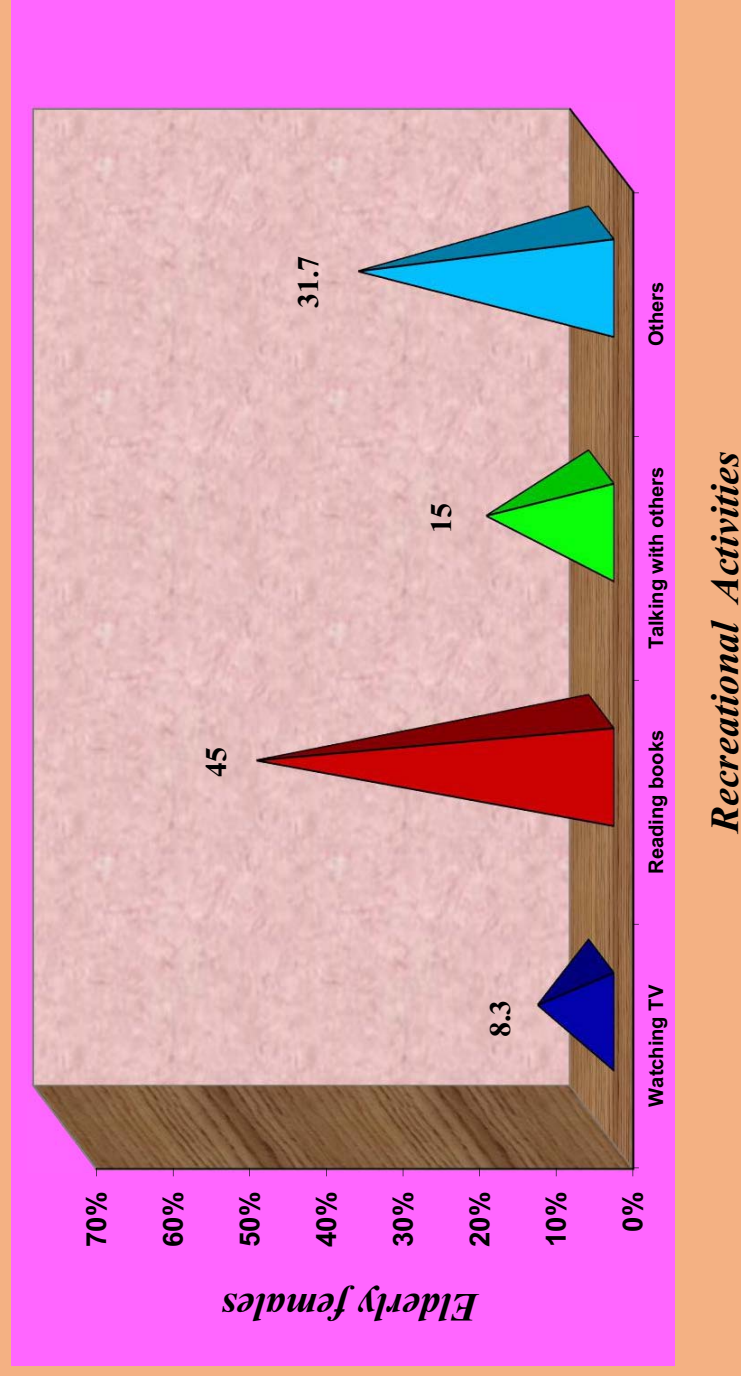 Elderly females
70%
60%
50%
40%
30%
20%
10%
0%
8.3
45
15
31.7
Watching TV
Reading books
Talking with others
Others
Recreational Activities